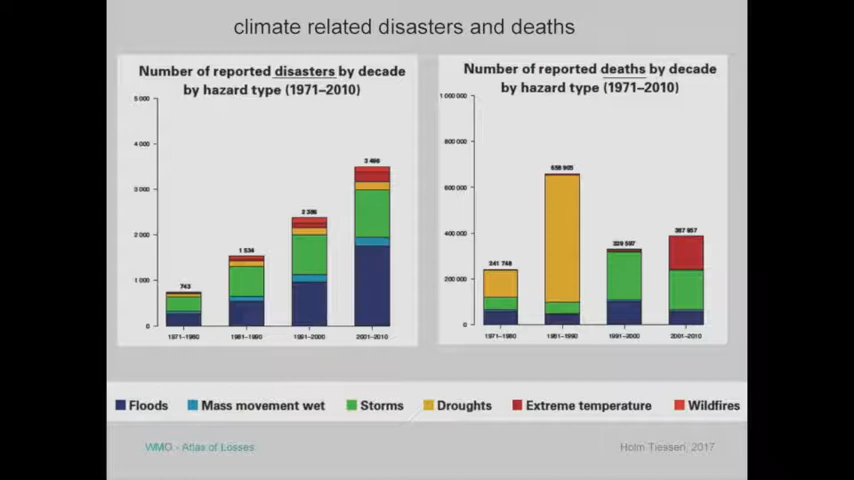 climate related disasters and deaths
Number of reported disasters by decade
by hazard type (1971–2010)
5 000
4 000
3 000
2 000
1 000
0
743
1 534
2 386
3 496
1971–1980
1981–1990
1991–2000
2001–2010
Number of reported deaths by decade
by hazard type (1971–2010)
1 000 000
800 000
600 000
400 000
200 000
0
241 748
658 905
329 597
387 957
1971–1980
1981–1990
1991–2000
2001–2010
Floods
Mass movement wet
Storms
Droughts
Extreme temperature
Wildfires
WMO - Atlas of Losses
Holm Tiessen, 2017